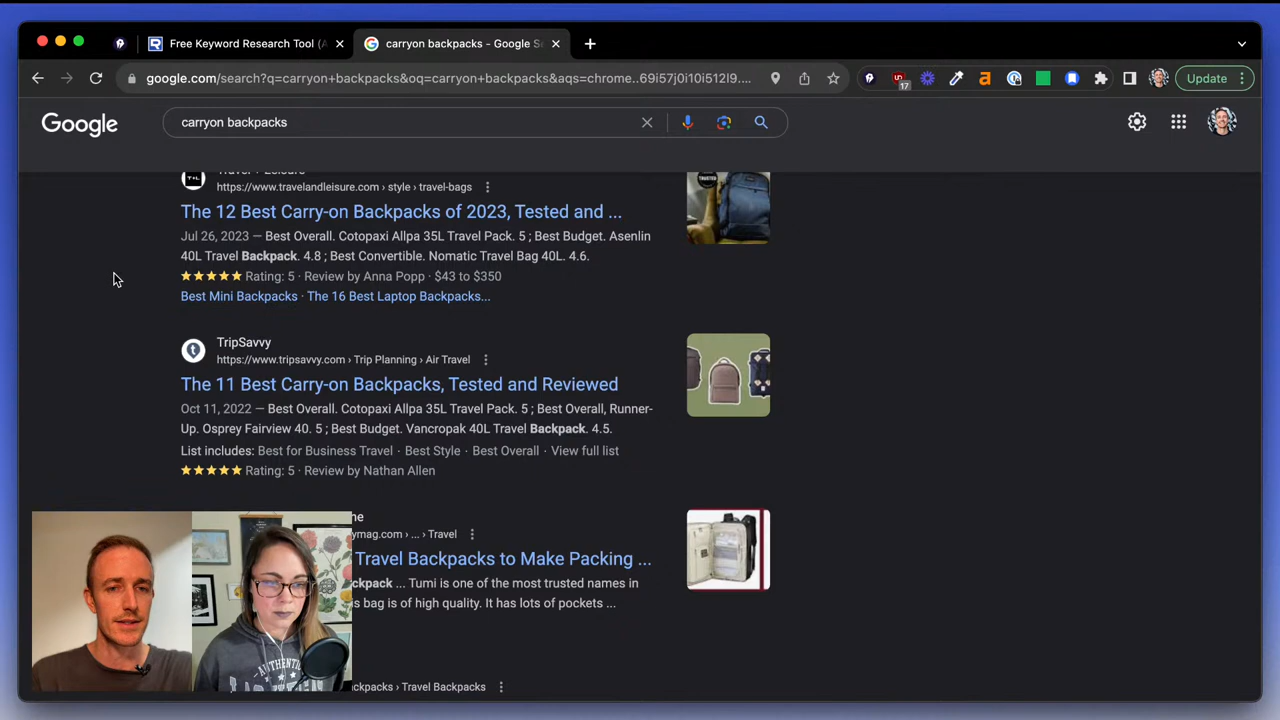 Free Keyword Research Tool (A
carryon backpacks - Google Se
google.com/search?q=carryon+backpacks&oq=carryon+backpacks&aqs=chrome..69i57j0i10i512l9....
17
Update
Google
carryon backpacks
Travel + Leisure
https://www.travelandleisure.com › style › travel-bags
The 12 Best Carry-on Backpacks of 2023, Tested and ...
Jul 26, 2023 — Best Overall. Cotopaxi Allpa 35L Travel Pack. 5 ; Best Budget. Asenlin
40L Travel Backpack. 4.8 ; Best Convertible. Nomatic Travel Bag 40L. 4.6.
Rating: 5 · Review by Anna Popp · $43 to $350
Best Mini Backpacks · The 16 Best Laptop Backpacks...
T+L
TRUSTED
TripSavvy
https://www.tripsavvy.com › Trip Planning › Air Travel
The 11 Best Carry-on Backpacks, Tested and Reviewed
Oct 11, 2022 — Best Overall. Cotopaxi Allpa 35L Travel Pack. 5 ; Best Overall, Runner-
Up. Osprey Fairview 40. 5 ; Best Budget. Vancropak 40L Travel Backpack. 4.5.
List includes: Best for Business Travel · Best Style · Best Overall · View full list
Rating: 5 · Review by Nathan Allen
ne
ymag.com › ... › Travel
Travel Backpacks to Make Packing ...
ckpack ... Tumi is one of the most trusted names in
is bag is of high quality. It has lots of pockets ...
ckpacks › Travel Backpacks
AUTHENTIC